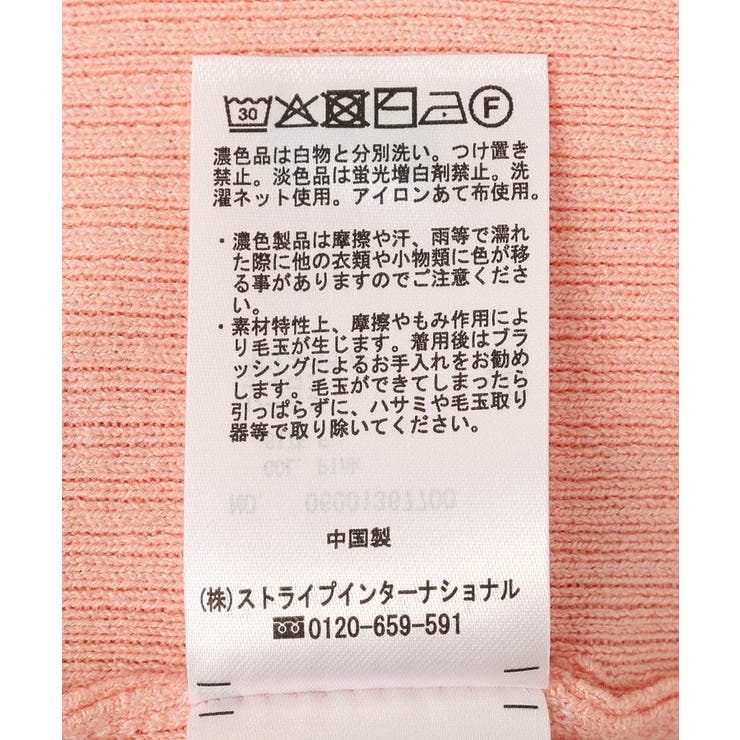 30 F
濃色品は白物と分別洗い。つけ置き
禁止。淡色品は蛍光増白剤禁止。洗
濯ネット使用。アイロンあて布使用。
・濃色製品は摩擦や汗、雨等で濡れ
た際に他の衣類や小物類に色が移
る事がありますのでご注意くださ
い。
・素材特性上、摩擦やもみ作用によ
り毛玉が生じます。着用後はブラ
ッシングによるお手入れをお勧め
します。毛玉ができてしまったら
引っぱらずに、ハサミや毛玉取り
器等で取り除いてください。
COL. Pink
NO. 06001367700
中国製
(株)ストライプインターナショナル
0120-659-591